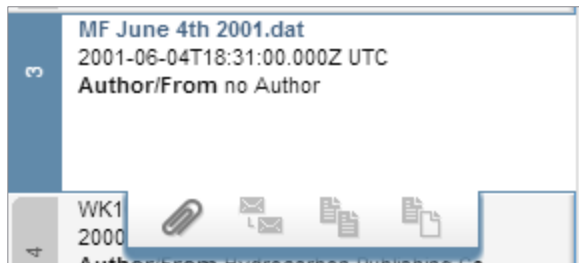 3
MF June 4th 2001.dat
2001-06-04T18:31:00.000Z UTC
Author/From no Author
4
WK1
2000